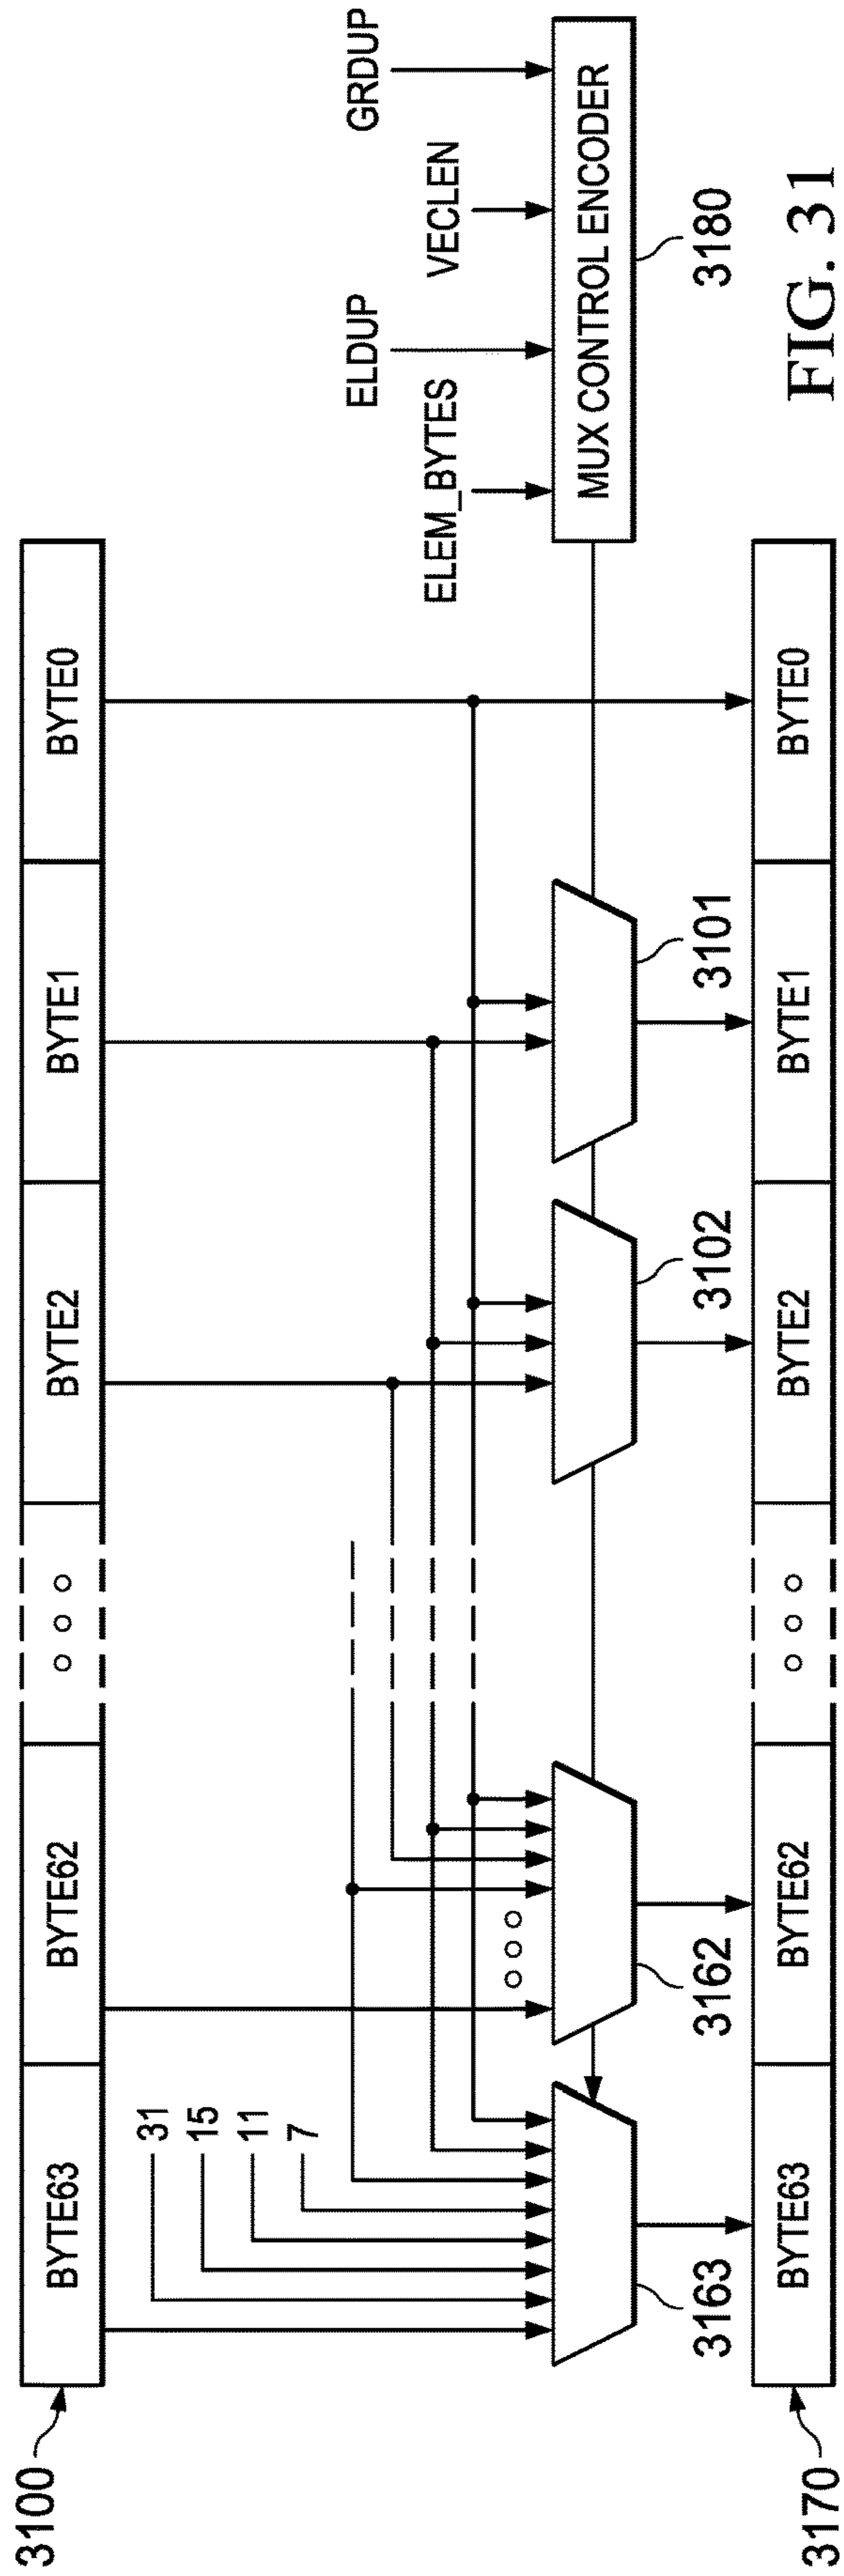 3100
BYTE63
BYTE62
○ ○ ○
BYTE2
BYTE1
BYTE0
31
15
11
7
○ ○ ○
GRDUP
VECLEN
ELDUP
ELEM_BYTES
MUX CONTROL ENCODER
3180
3163
3162
3102
3101
3170
BYTE63
BYTE62
○ ○ ○
BYTE2
BYTE1
BYTE0
FIG. 31